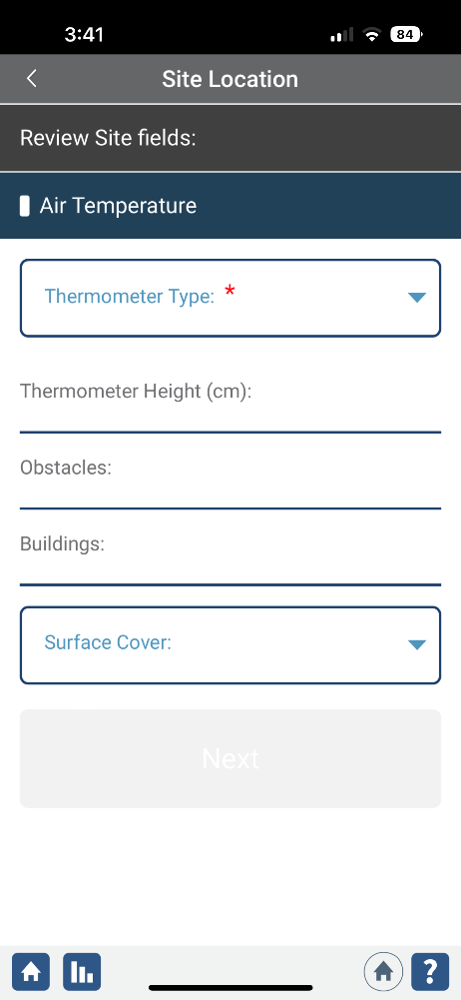 3:41
84
Site Location
Review Site fields:
Air Temperature
Thermometer Type: *
Thermometer Height (cm):
Obstacles:
Buildings:
Surface Cover:
Next
?